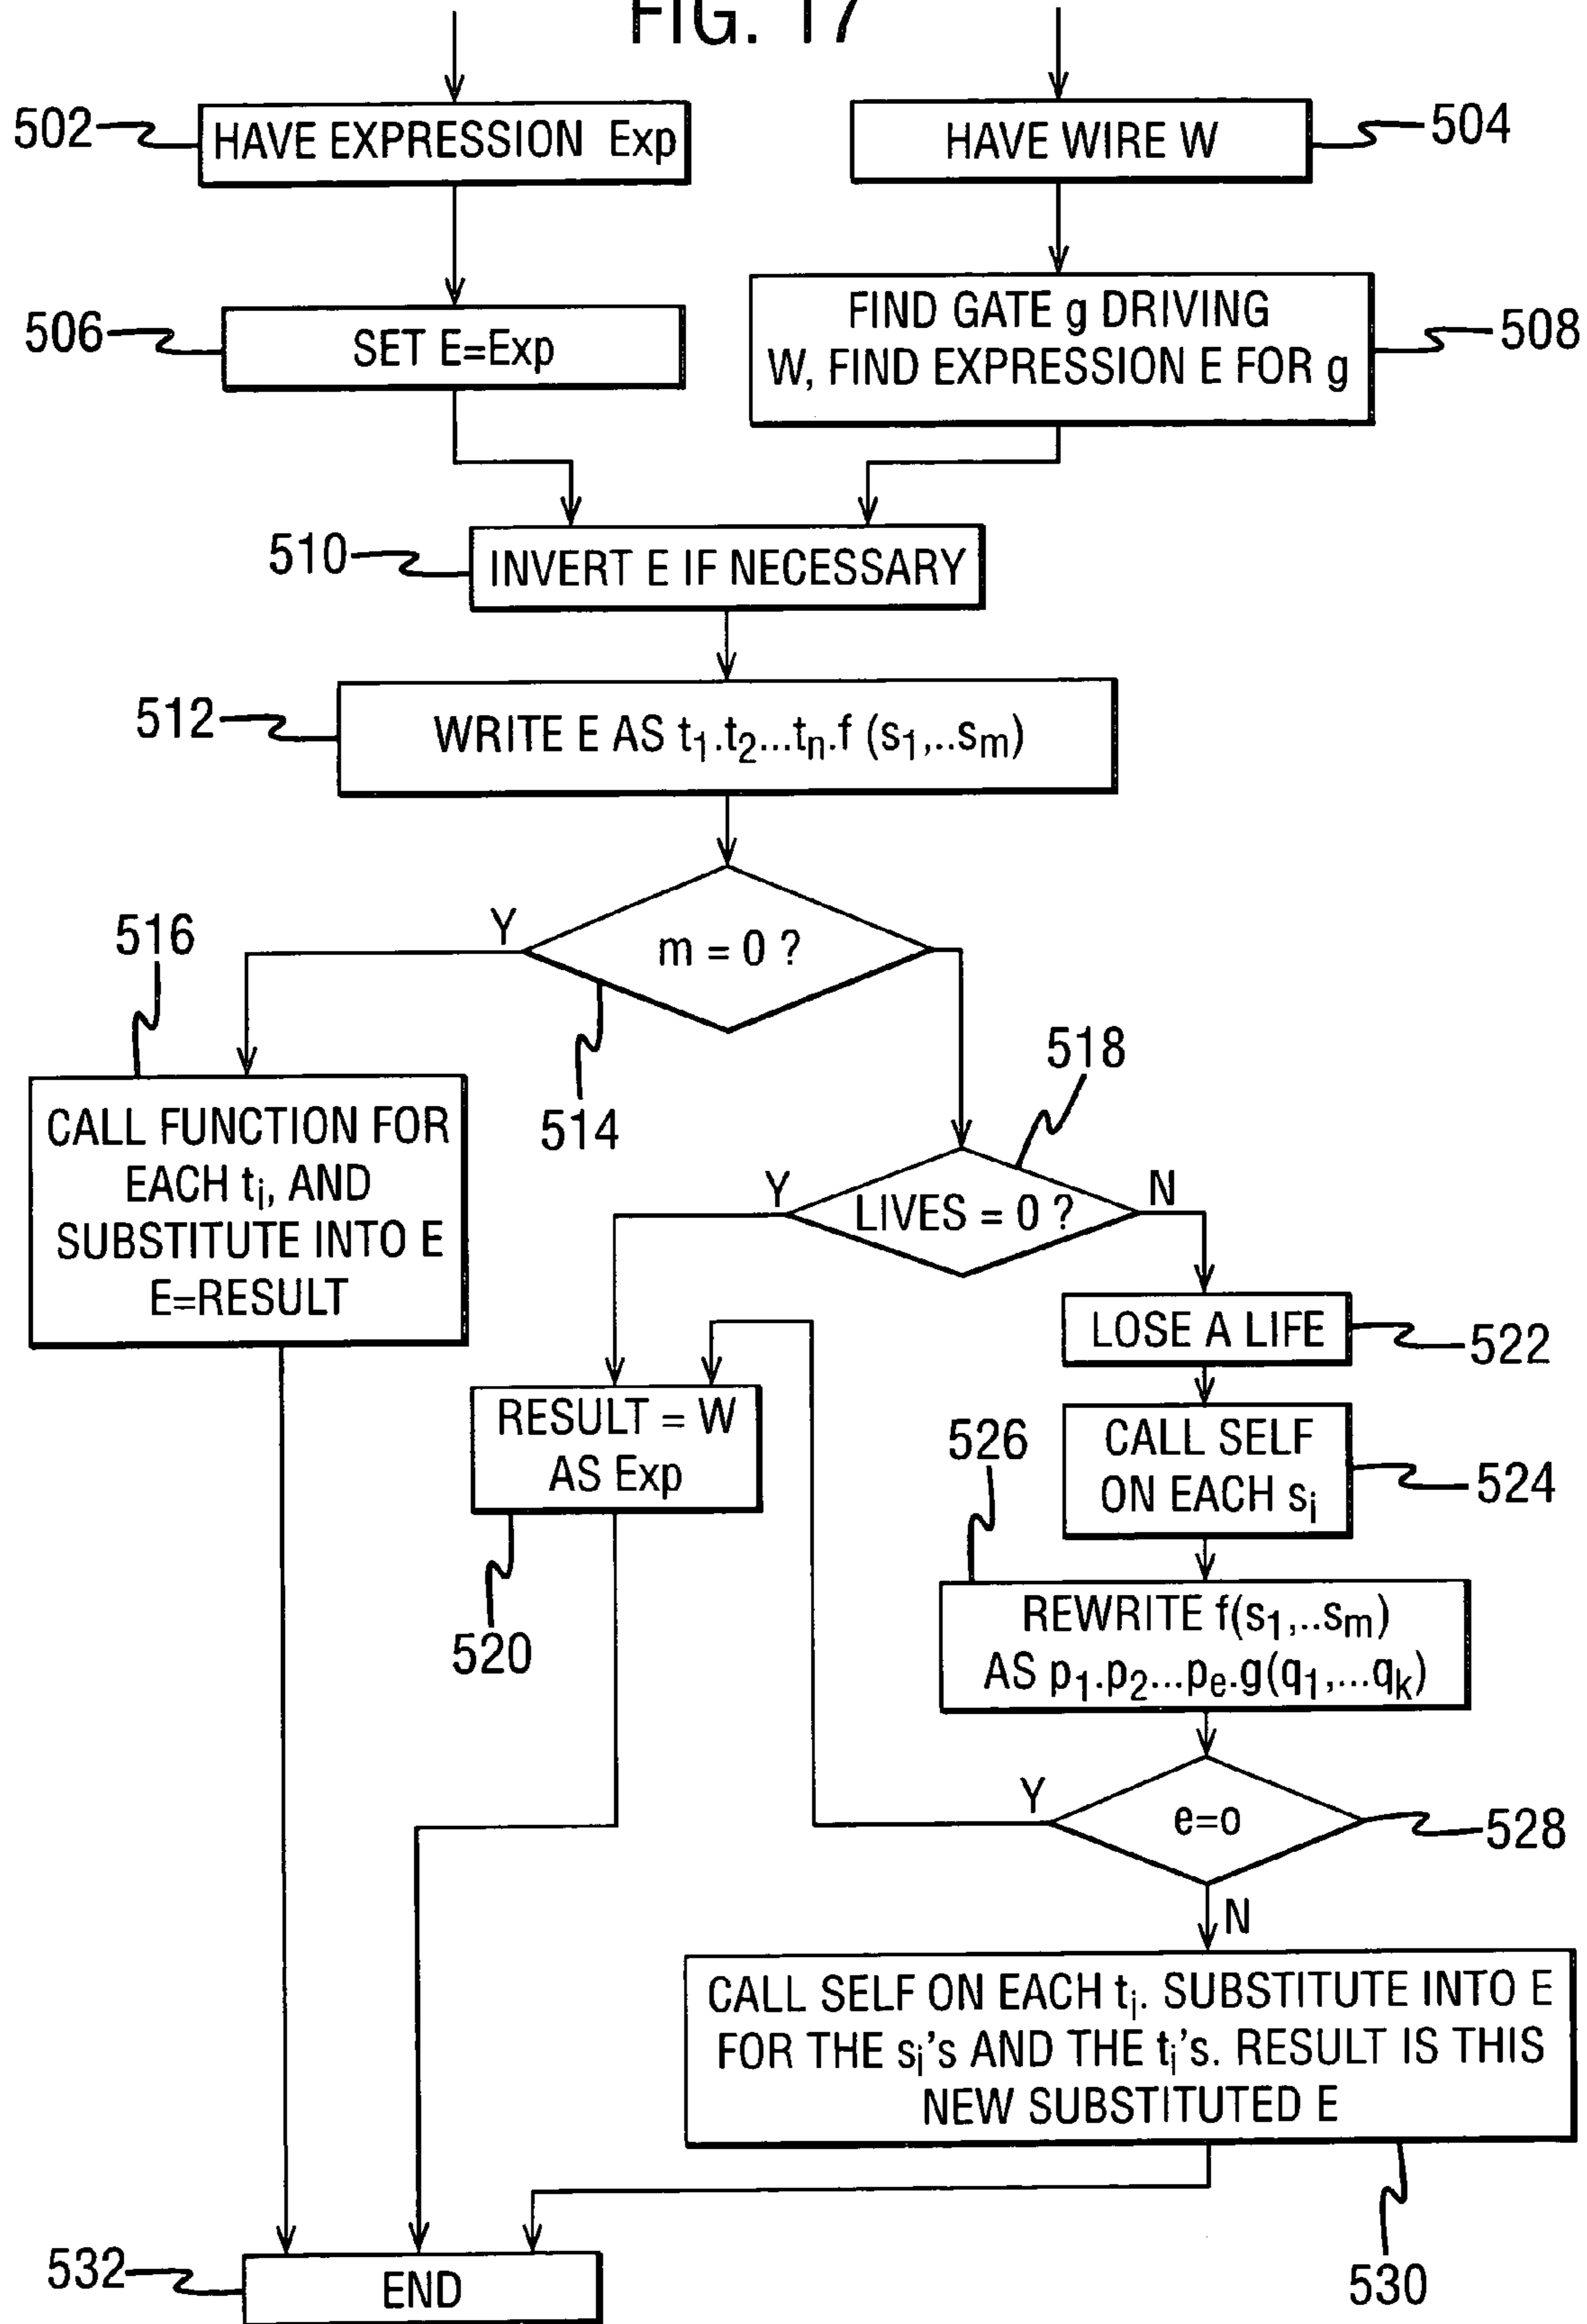 FIG. 17
502
HAVE EXPRESSION Exp
HAVE WIRE W
504
506
SET E=Exp
FIND GATE g DRIVING
W, FIND EXPRESSION E FOR g
508
510
INVERT E IF NECESSARY
512
WRITE E AS t₁.t₂...tₙ.f (s₁,..sₘ)
516
Y
m = 0 ?
514
518
CALL FUNCTION FOR
EACH tᵢ, AND
SUBSTITUTE INTO E
E=RESULT
Y
LIVES = 0 ?
N
LOSE A LIFE
522
RESULT = W
AS Exp
520
526
CALL SELF
ON EACH sᵢ
524
REWRITE f(s₁,..sₘ)
AS p₁.p₂...pₑ.g(q₁,...qₖ)
Y
e=o
528
N
CALL SELF ON EACH tᵢ. SUBSTITUTE INTO E
FOR THE sᵢ's AND THE tᵢ's. RESULT IS THIS
NEW SUBSTITUTED E
530
532
END